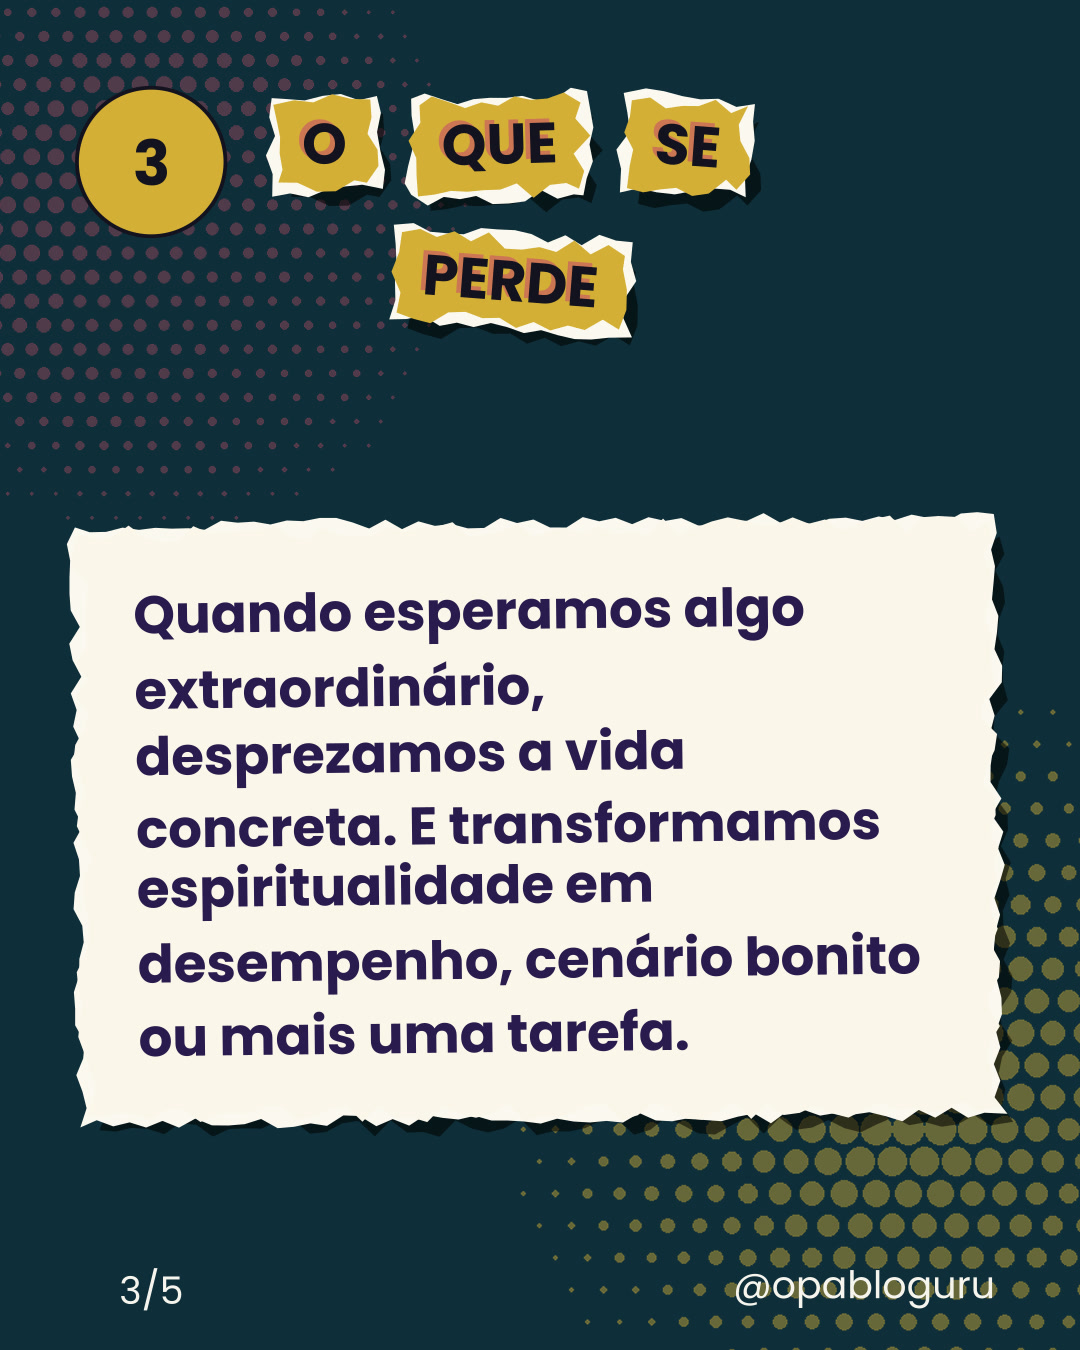 3
O QUE SE
PERDE
Quando esperamos algo
extraordinário,
desprezamos a vida
concreta. E transformamos
espiritualidade em
desempenho, cenário bonito
ou mais uma tarefa.
3/5
@opabloguru